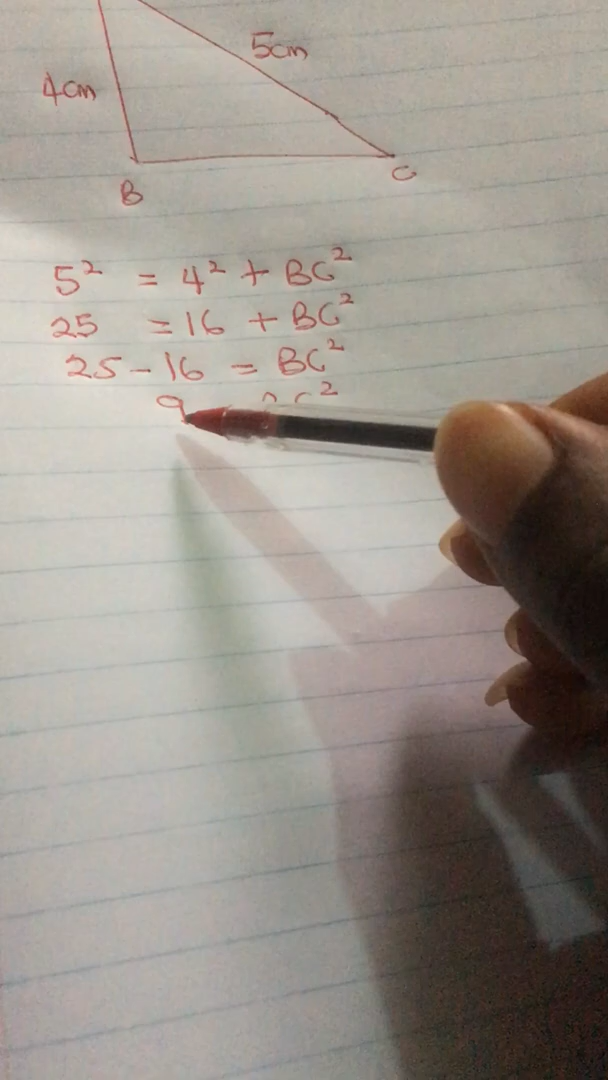 5cm
4cm
B
C
5² = 4² + BC²
25 = 16 + BC²
25 - 16 = BC²
9